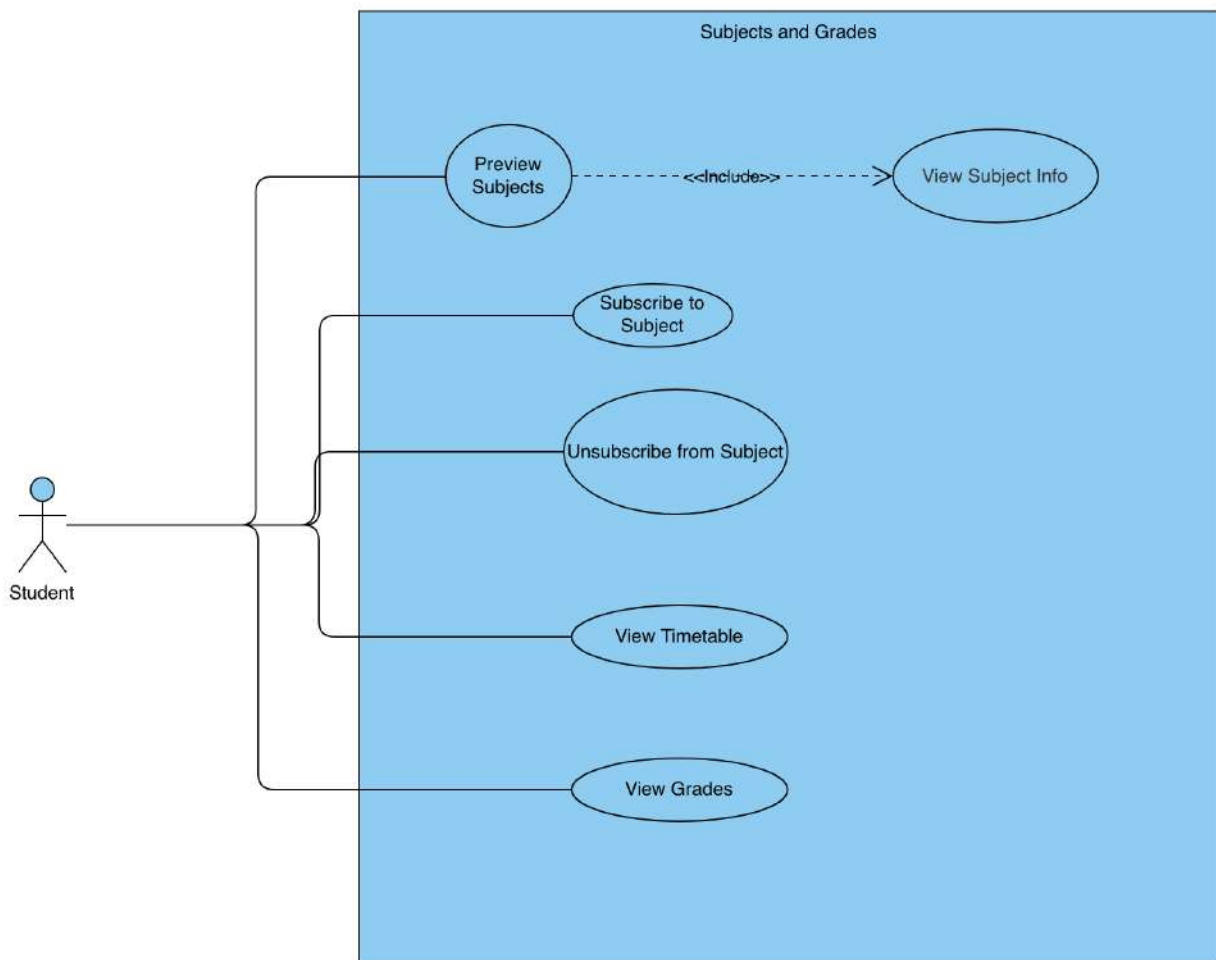 Subjects and Grades
Preview
Subjects
<<Include>>
View Subject Info
Subscribe to
Subject
Unsubscribe from Subject
Student
View Timetable
View Grades